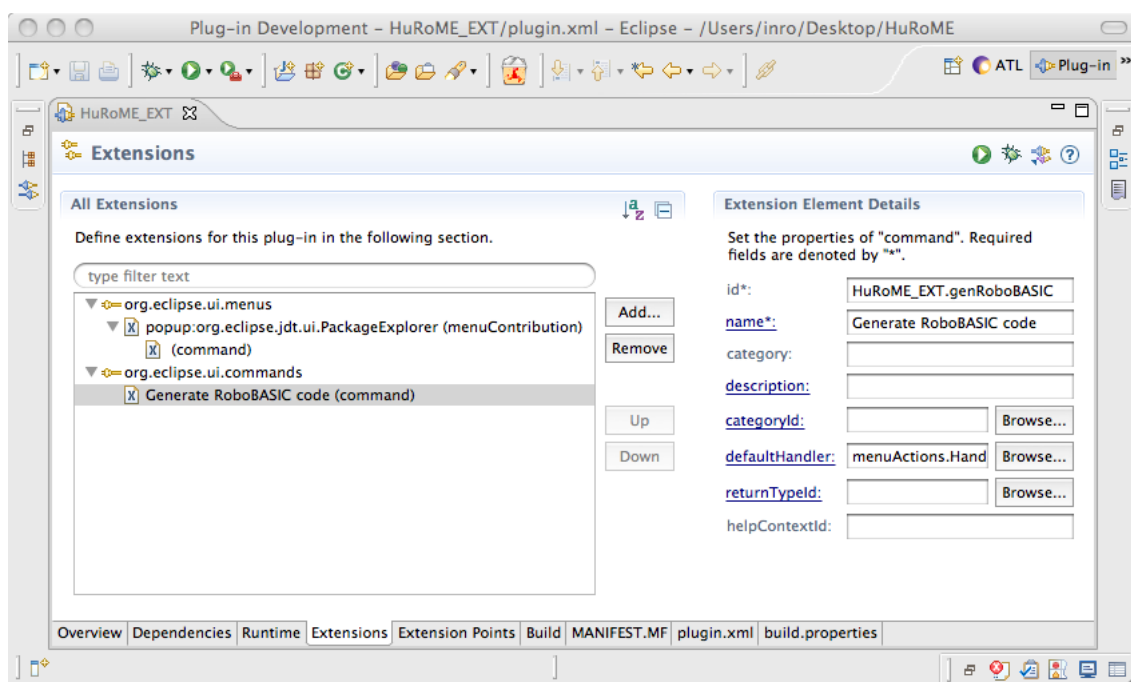 Plug-in Development - HuRoME_EXT/plugin.xml - Eclipse - /Users/inro/Desktop/HuRoME
ATL Plug-in »
HuRoME_EXT
Extensions
All Extensions
Define extensions for this plug-in in the following section.
type filter text
org.eclipse.ui.menus
popup:org.eclipse.jdt.ui.PackageExplorer (menuContribution)
(command)
org.eclipse.ui.commands
Generate RoboBASIC code (command)
Add...
Remove
Up
Down
Extension Element Details
Set the properties of "command". Required
fields are denoted by "*".
id*: HuRoME_EXT.genRoboBASIC
name*: Generate RoboBASIC code
category:
description:
categoryId: Browse...
defaultHandler: menuActions.Hand Browse...
returnTypeId: Browse...
helpContextId:
Overview Dependencies Runtime Extensions Extension Points Build MANIFEST.MF plugin.xml build.properties